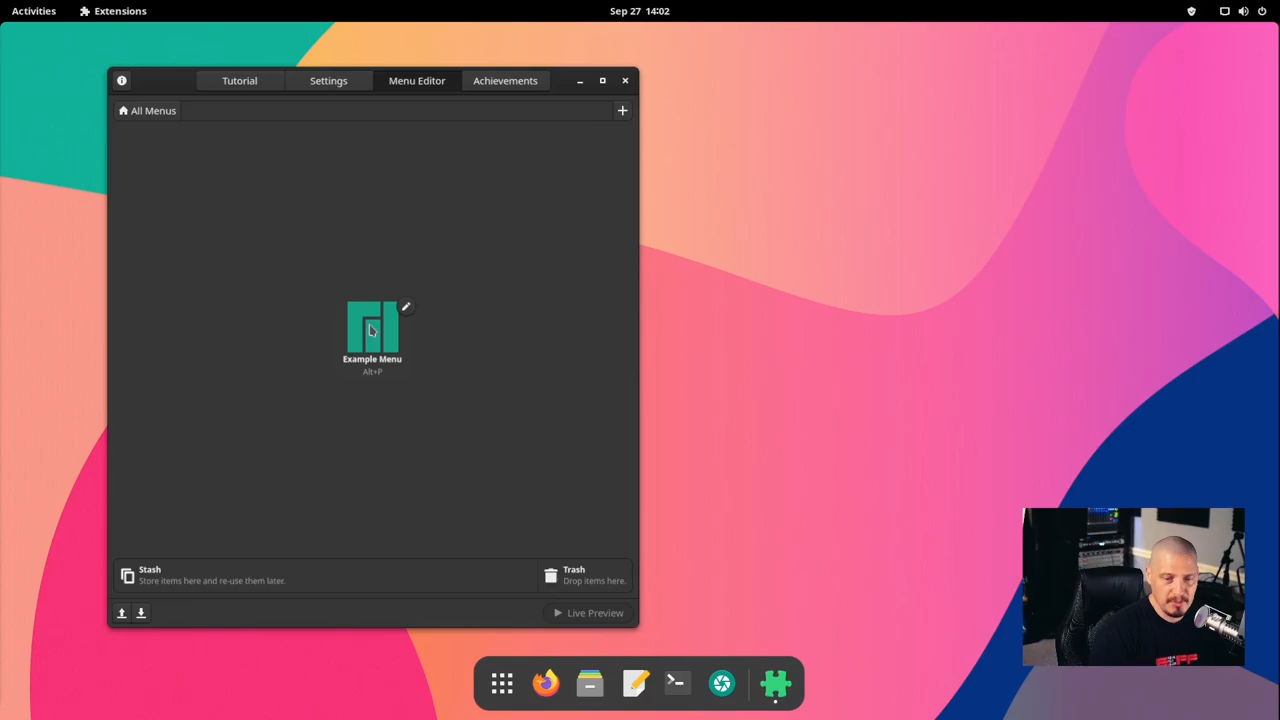 Activities
Extensions
Sep 27 14:02
Tutorial
Settings
Menu Editor
Achievements
All Menus
Example Menu
Alt+P
Stash
Store items here and re-use them later.
Trash
Drop items here.
Live Preview